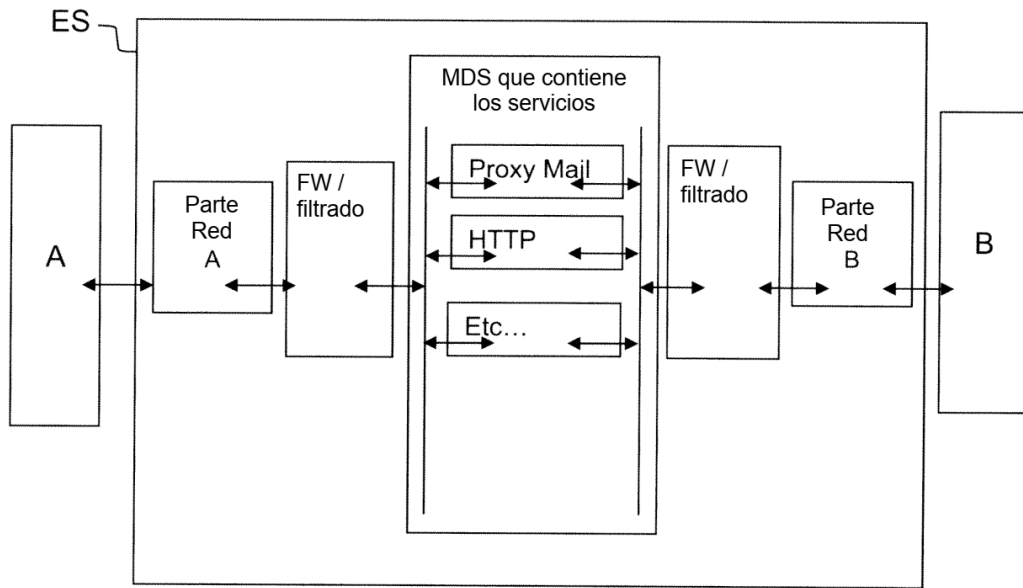 ES
MDS que contiene
los servicios
A
Parte
Red
A
FW /
filtrado
Proxy Mail
HTTP
Etc...
FW /
filtrado
Parte
Red
B
B